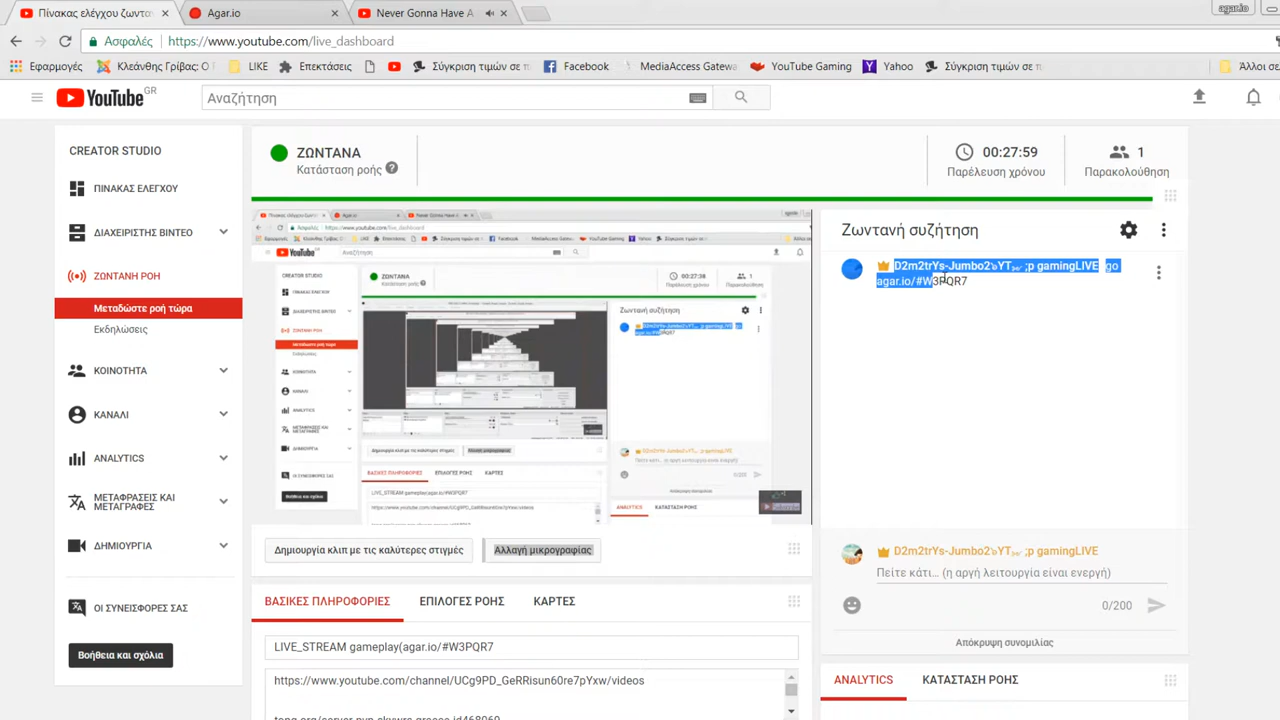 Πίνακας ελέγχου ζωντα
Agar.io
Never Gonna Have A
agar.io
Ασφαλές
https://www.youtube.com/live_dashboard
Εφαρμογές
Κλεάνθης Γρίβας: Ο Γ
LIKE
Επεκτάσεις
Σύγκριση τιμών σε π
Facebook
MediaAccess Gatewa
YouTube Gaming
Yahoo
Σύγκριση τιμών σε π
Άλλοι σε
YouTube GR
Αναζήτηση
CREATOR STUDIO
ΠΙΝΑΚΑΣ ΕΛΕΓΧΟΥ
ΔΙΑΧΕΙΡΙΣΤΗΣ ΒΙΝΤΕΟ
ΖΩΝΤΑΝΗ ΡΟΗ
Μεταδώστε ροή τώρα
Εκδηλώσεις
ΚΟΙΝΟΤΗΤΑ
ΚΑΝΑΛΙ
ANALYTICS
ΜΕΤΑΦΡΑΣΕΙΣ ΚΑΙ
ΜΕΤΑΓΡΑΦΕΣ
ΔΗΜΙΟΥΡΓΙΑ
ΟΙ ΣΥΝΕΙΣΦΟΡΕΣ ΣΑΣ
Βοήθεια και σχόλια
ΖΩΝΤΑΝΑ
Κατάσταση ροής
00:27:59
Παρέλευση χρόνου
1
Παρακολούθηση
Ζωντανή συζήτηση
gamingLIVE go
agar.io/#W3PQR7
gamingLIVE
Πείτε κάτι... (η αργή λειτουργία είναι ενεργή)
0/200
Απόκρυψη συνομιλίας
ANALYTICS
ΚΑΤΑΣΤΑΣΗ ΡΟΗΣ
Δημιουργία κλιπ με τις καλύτερες στιγμές
Αλλαγή μικρογραφίας
ΒΑΣΙΚΕΣ ΠΛΗΡΟΦΟΡΙΕΣ
ΕΠΙΛΟΓΕΣ ΡΟΗΣ
ΚΑΡΤΕΣ
LIVE_STREAM gameplay(agar.io/#W3PQR7
https://www.youtube.com/channel/UCg9PD_GeRRisun60re7pYxw/videos